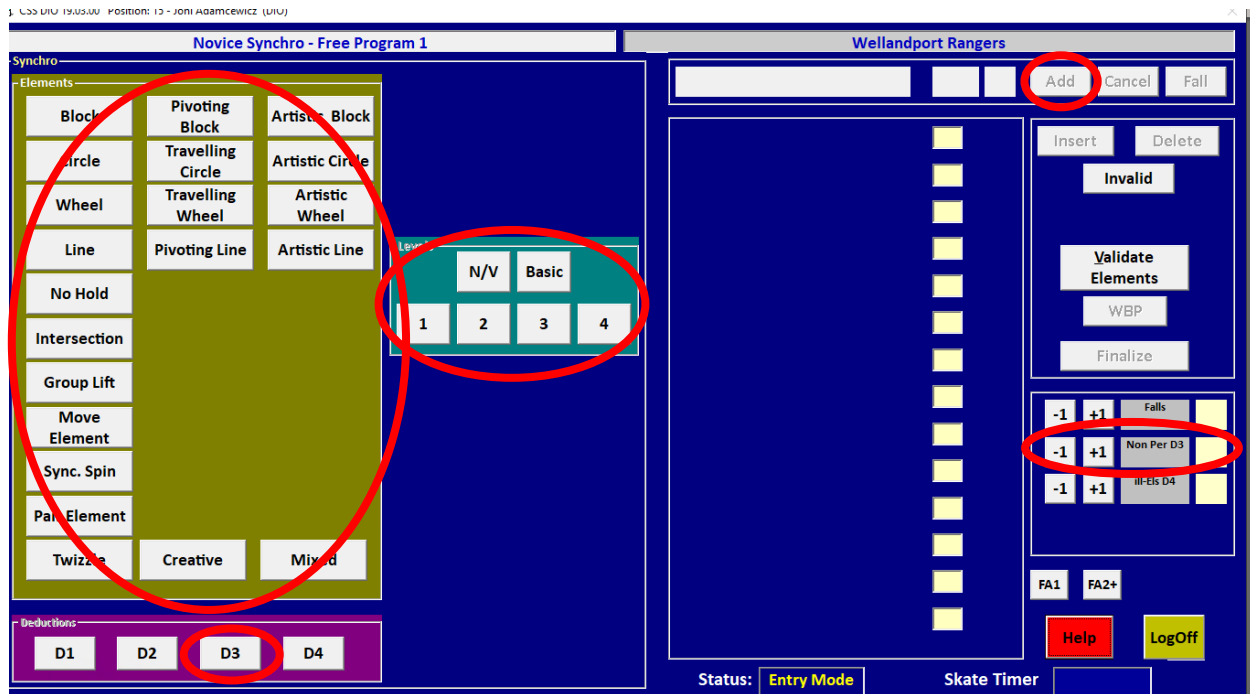 CSS DIO 19.03.00 Position: 15 - Joni Adamcewicz (DIO)
Novice Synchro - Free Program 1
Wellandport Rangers
Synchro
Elements
Block
Pivoting
Block
Artistic Block
Circle
Travelling
Circle
Artistic Circle
Wheel
Travelling
Wheel
Artistic
Wheel
Line
Pivoting Line
Artistic Line
No Hold
Intersection
Group Lift
Move
Element
Sync. Spin
Pair Element
Twizzle
Creative
Mixed
Levels
N/V
Basic
1
2
3
4
Deductions
D1
D2
D3
D4
Add
Cancel
Fall
Insert
Delete
Invalid
Validate
Elements
WBP
Finalize
-1
+1
Falls
-1
+1
Non Per D3
-1
+1
ill-Els D4
FA1
FA2+
Help
LogOff
Status:
Entry Mode
Skate Timer